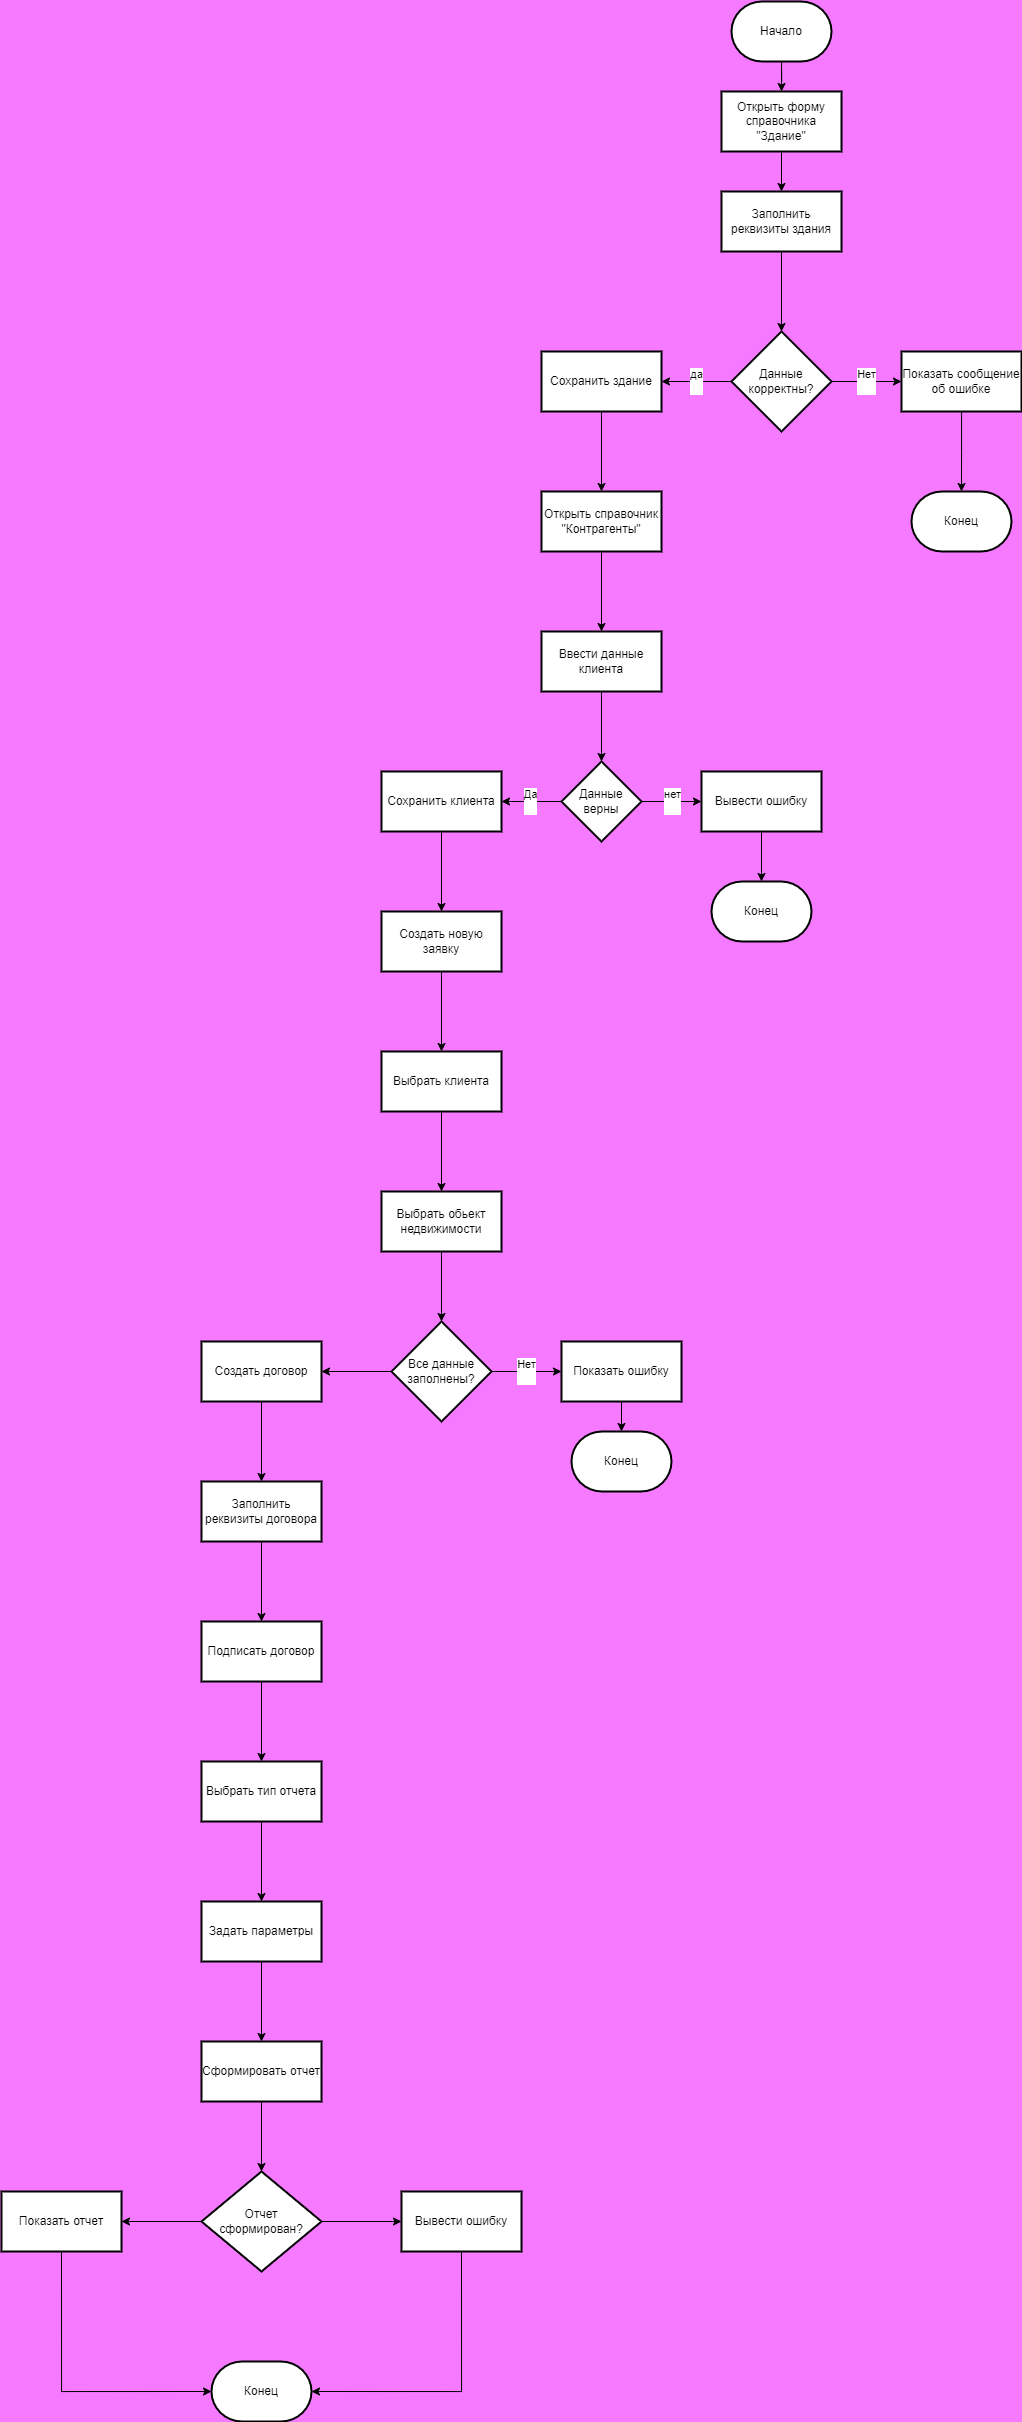 Начало
Открыть форму
справочника
"Здание"
Заполнить
реквизиты здания
Сохранить здание
да
Данные
корректны?
Нет
Показать сообщение
об ошибке
Открыть справочник
"Контрагенты"
Конец
Ввести данные
клиента
Сохранить клиента
Да
Данные
верны
нет
Вывести ошибку
Создать новую
заявку
Конец
Выбрать клиента
Выбрать обьект
недвижимости
Создать договор
Все данные
заполнены?
Нет
Показать ошибку
Конец
Заполнить
реквизиты договора
Подписать договор
Выбрать тип отчета
Задать параметры
Сформировать отчет
Показать отчет
Отчет
сформирован?
Вывести ошибку
Конец